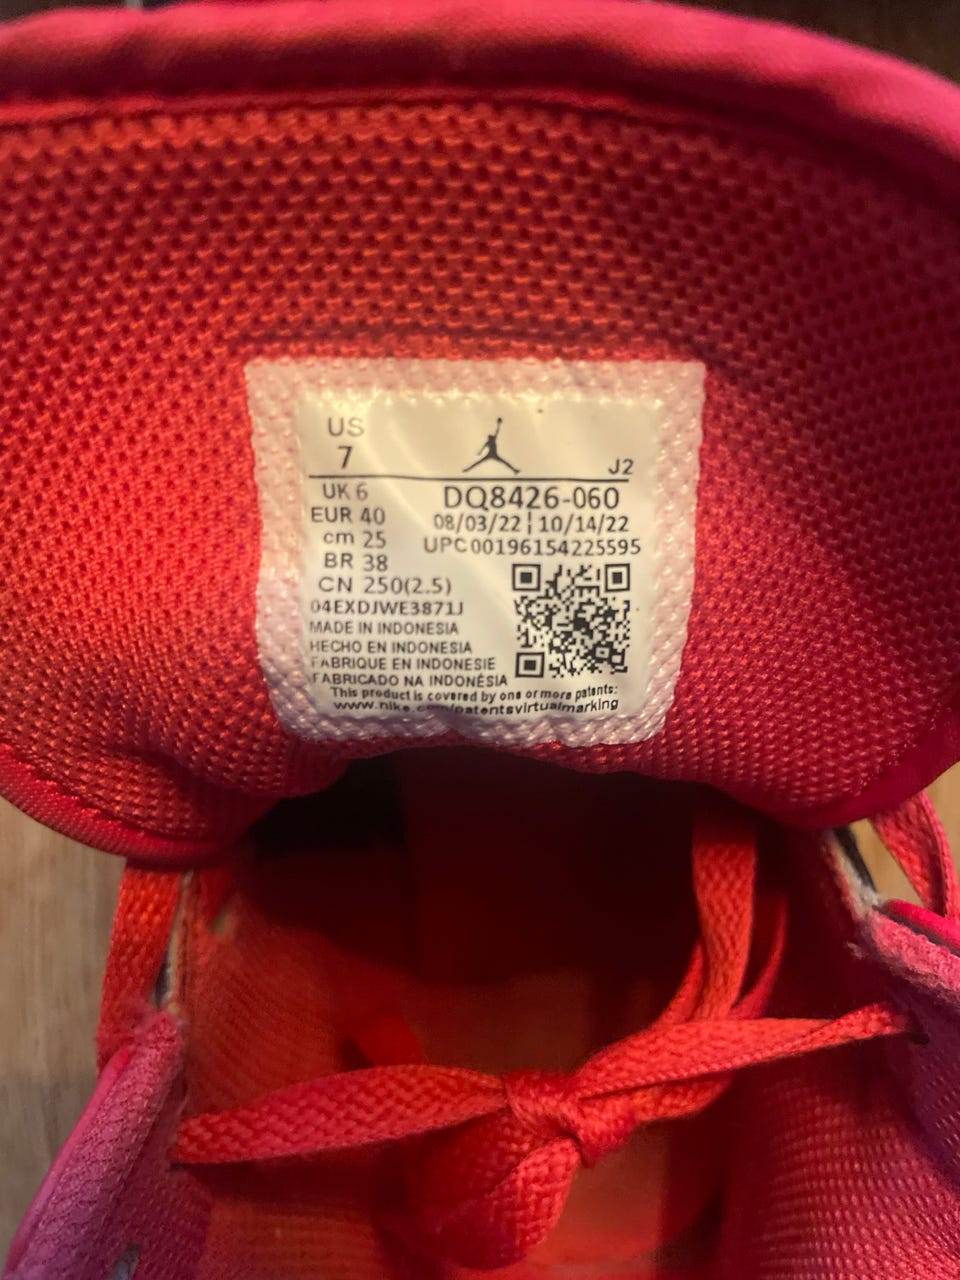 US
7
J2
UK 6
DQ8426-060
EUR 40
08/03/22 | 10/14/22
cm 25
UPC 00196154225595
BR 38
CN 250(2.5)
04EXDJWE3871J
MADE IN INDONESIA
HECHO EN INDONESIA
FABRIQUE EN INDONESIE
FABRICADO NA INDONÉSIA
This product is covered by one or more patents:
www.nike.com/patentsvirtualmarking